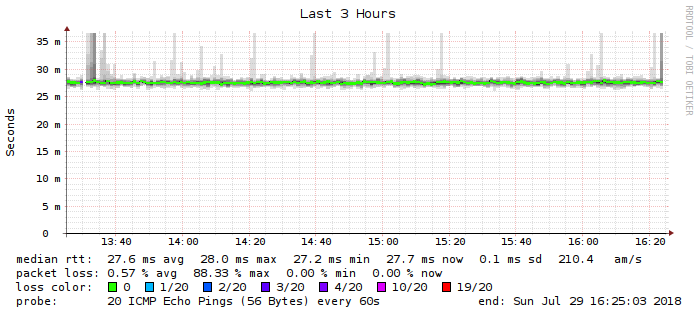 Last 3 Hours
RRDTOOL / TOBI OETIKER
Seconds
35 m
30 m
25 m
20 m
15 m
10 m
5 m
0
13:40 14:00 14:20 14:40 15:00 15:20 15:40 16:00 16:20
median rtt: 27.6 ms avg 28.0 ms max 27.2 ms min 27.7 ms now 0.1 ms sd 210.4 am/s
packet loss: 0.57 % avg 88.33 % max 0.00 % min 0.00 % now
loss color: 0 1/20 2/20 3/20 4/20 10/20 19/20
probe: 20 ICMP Echo Pings (56 Bytes) every 60s end: Sun Jul 29 16:25:03 2018